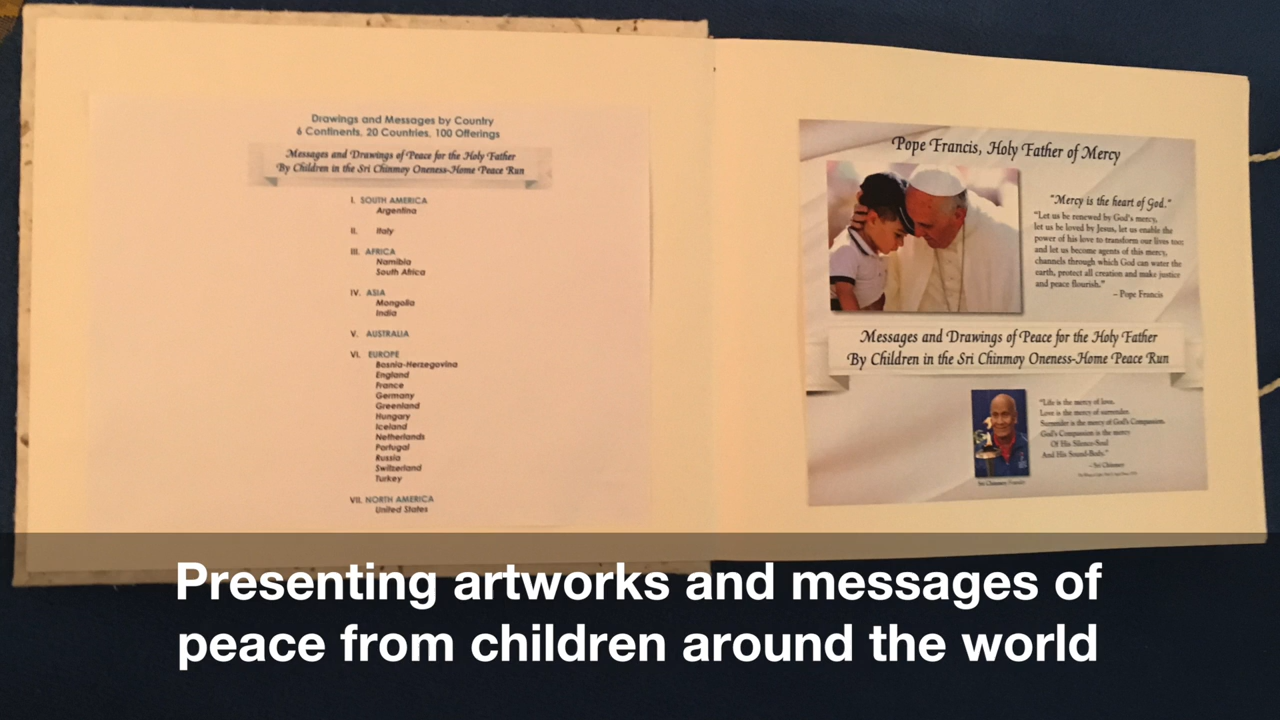 Drawings and Messages by Country
6 Continents, 20 Countries, 100 Offerings
Messages and Drawings of Peace for the Holy Father
By Children in the Sri Chinmoy Oneness-Home Peace Run
I. SOUTH AMERICA
Argentina
II. Italy
III. AFRICA
Namibia
South Africa
IV. ASIA
Mongolia
India
V. AUSTRALIA
VI. EUROPE
Bosnia-Herzegovina
England
France
Germany
Greenland
Hungary
Iceland
Netherlands
Portugal
Russia
Switzerland
Turkey
VII. NORTH AMERICA
United States
Pope Francis, Holy Father of Mercy
"Mercy is the heart of God."
"Let us be renewed by God's mercy,
let us be loved by Jesus, let us enable the
power of his love to transform our lives too;
and let us become agents of this mercy,
channels through which God can water the
earth, protect all creation and make justice
and peace flourish."
– Pope Francis
Messages and Drawings of Peace for the Holy Father
By Children in the Sri Chinmoy Oneness-Home Peace Run
"Life is the mercy of love.
Love is the mercy of surrender.
Surrender is the mercy of God's Compassion.
God's Compassion is the mercy
Of His Silence-Soul
And His Sound-Body."
– Sri Chinmoy
Presenting artworks and messages of
peace from children around the world